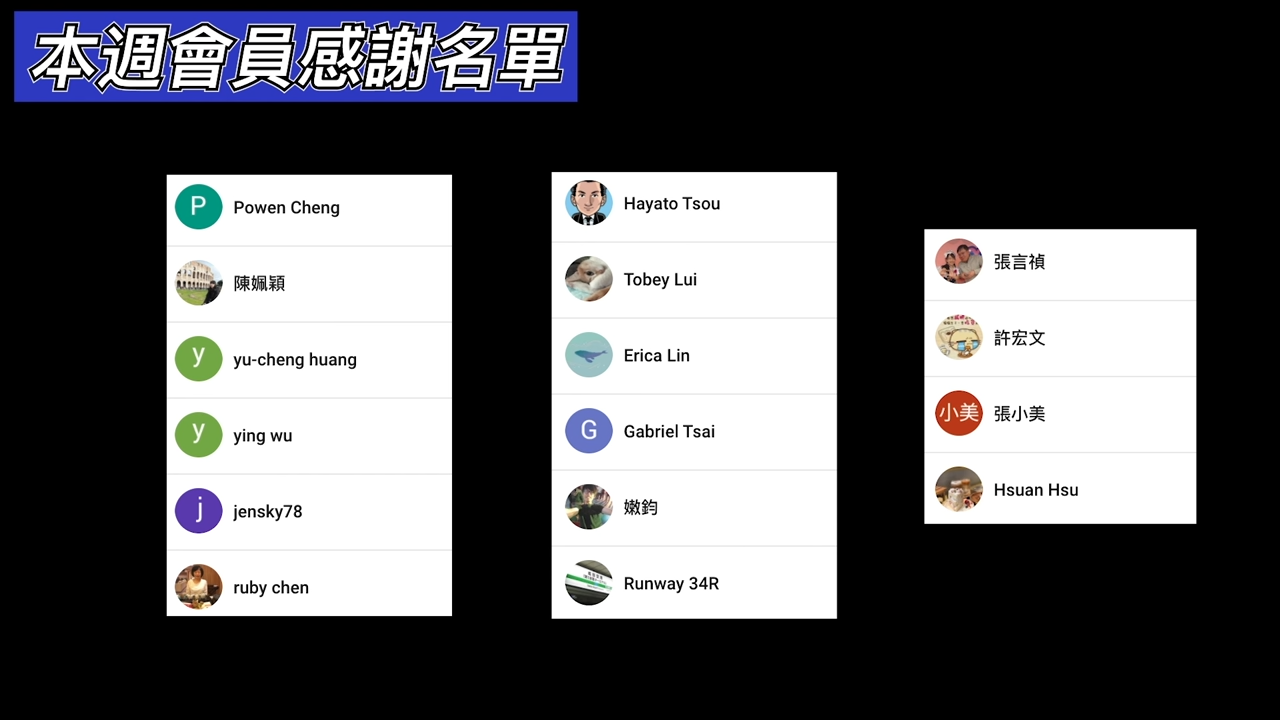 本週會員感謝名單
P
Powen Cheng
陳姵穎
y
yu-cheng huang
y
ying wu
j
jensky78
ruby chen
Hayato Tsou
Tobey Lui
Erica Lin
G
Gabriel Tsai
嫩鈞
Runway 34R
張言禎
許宏文
小美
張小美
Hsuan Hsu